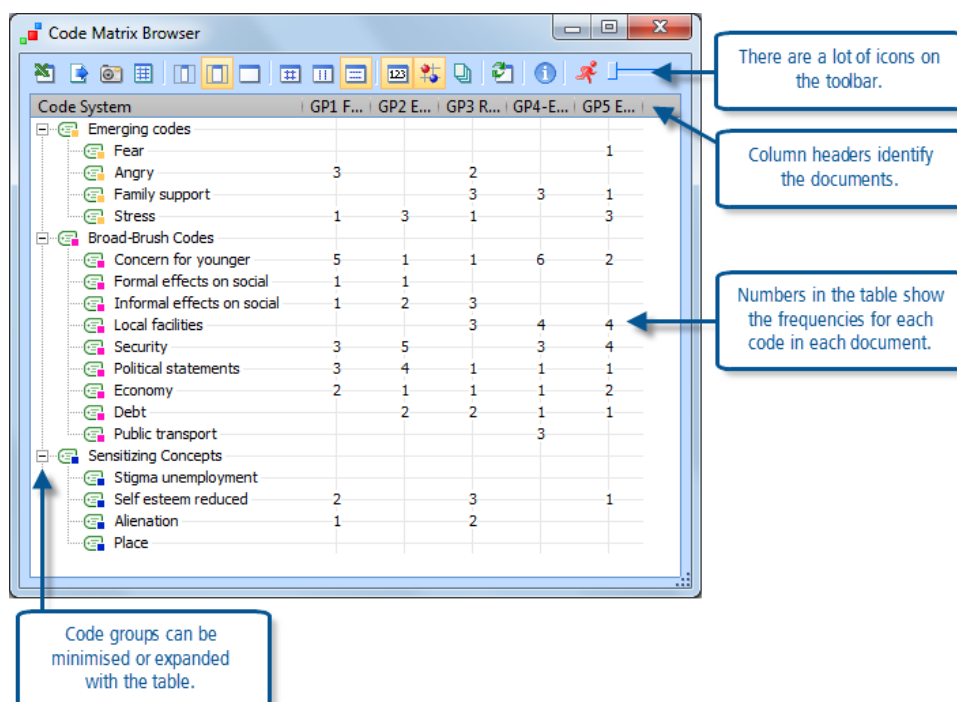 Code Matrix Browser
There are a lot of icons on
the toolbar.
123
Code System GP1 F... GP2 E... GP3 R... GP4-E... GP5 E...
Emerging codes
Fear 1
Angry 3 2
Family support 3 3 1
Stress 1 3 1 3
Column headers identify
the documents.
Broad-Brush Codes
Concern for younger 5 1 1 6 2
Formal effects on social 1 1
Informal effects on social 1 2 3
Local facilities 3 4 4
Security 3 5 3 4
Political statements 3 4 1 1 1
Economy 2 1 1 1 2
Debt 2 2 1 1
Public transport 3
Numbers in the table show
the frequencies for each
code in each document.
Sensitizing Concepts
Stigma unemployment
Self esteem reduced 2 3 1
Alienation 1 2
Place
Code groups can be
minimised or expanded
with the table.